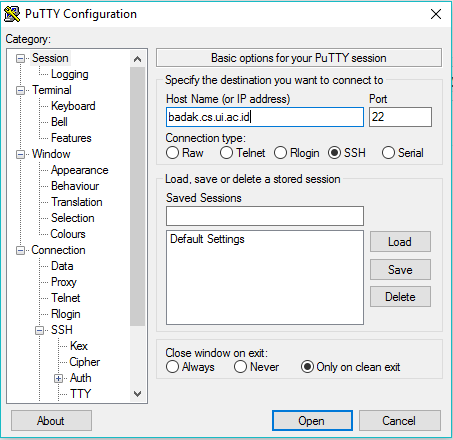 PuTTY Configuration
Category:
Session
Logging
Terminal
Keyboard
Bell
Features
Window
Appearance
Behaviour
Translation
Selection
Colours
Connection
Data
Proxy
Telnet
Rlogin
SSH
Kex
Cipher
Auth
TTY
Basic options for your PuTTY session
Specify the destination you want to connect to
Host Name (or IP address) Port
badak.cs.ui.ac.id 22
Connection type:
Raw Telnet Rlogin SSH Serial
Load, save or delete a stored session
Saved Sessions
Default Settings
Load
Save
Delete
Close window on exit:
Always Never Only on clean exit
About Open Cancel